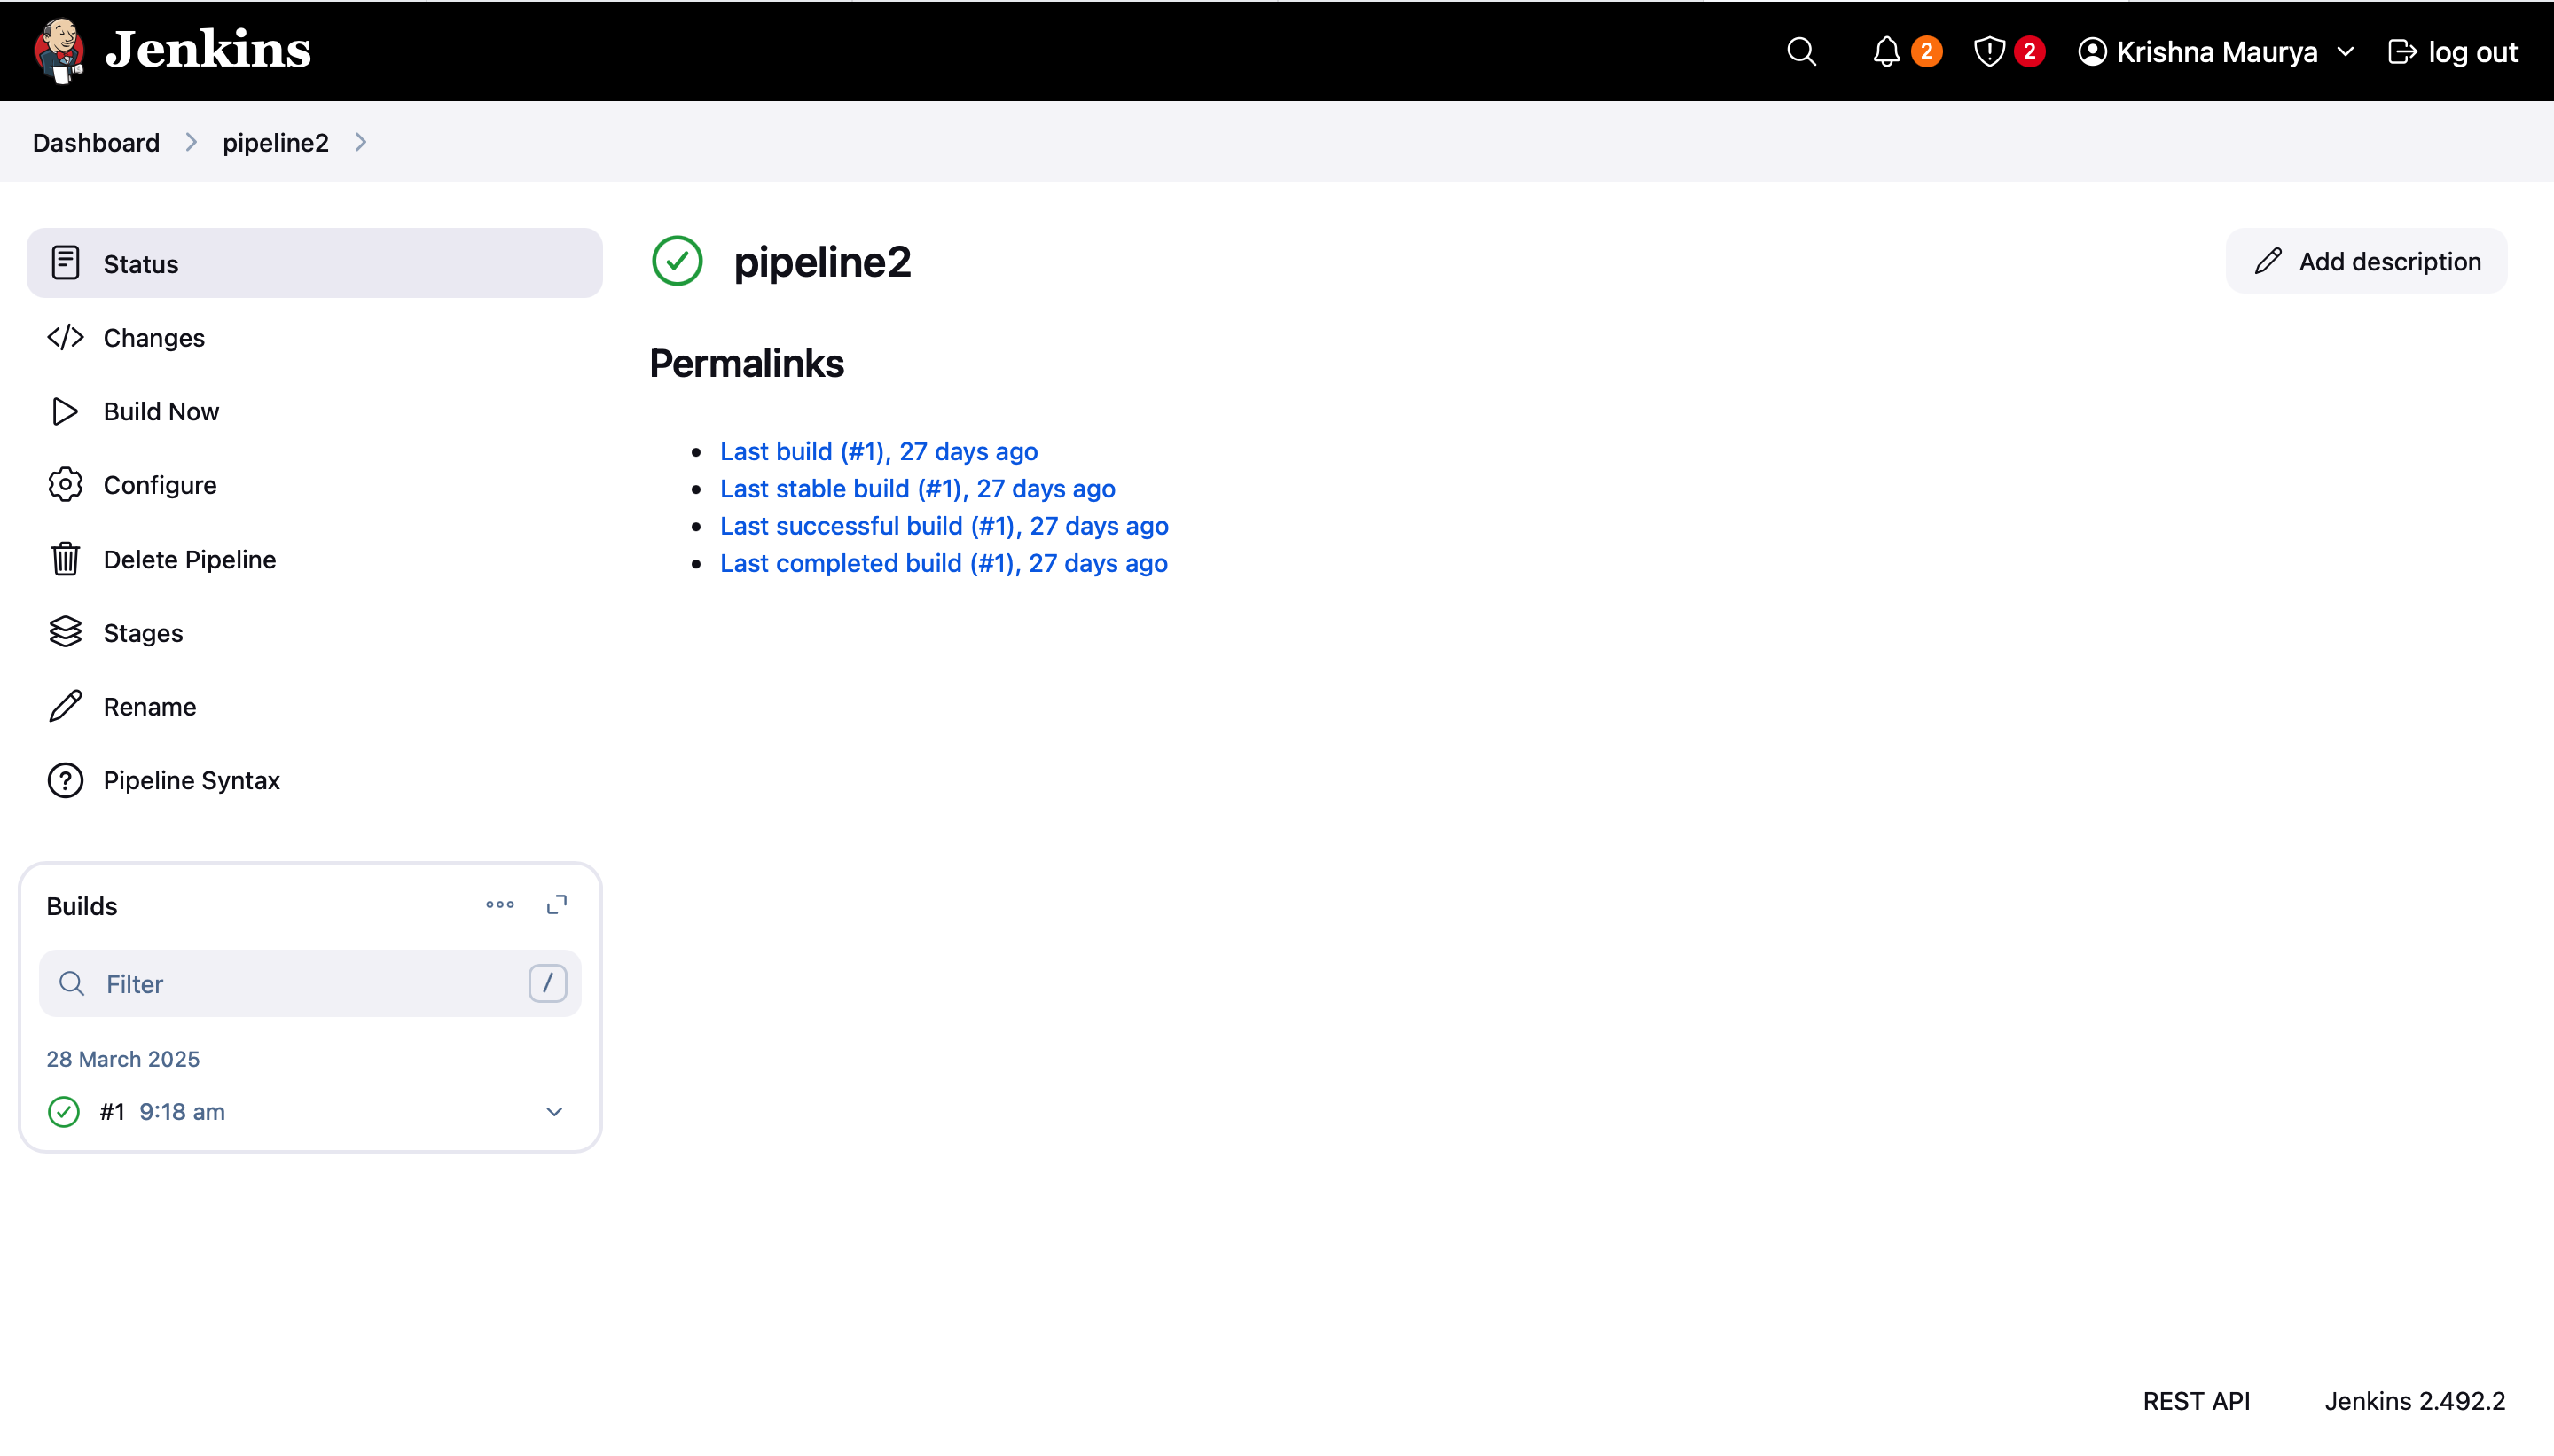 Jenkins
2
2
Krishna Maurya
log out
Dashboard
pipeline2
Status
Changes
Build Now
Configure
Delete Pipeline
Stages
Rename
Pipeline Syntax
Builds
Filter
/
28 March 2025
#1 9:18 am
pipeline2
Add description
Permalinks
Last build (#1), 27 days ago
Last stable build (#1), 27 days ago
Last successful build (#1), 27 days ago
Last completed build (#1), 27 days ago
REST API
Jenkins 2.492.2